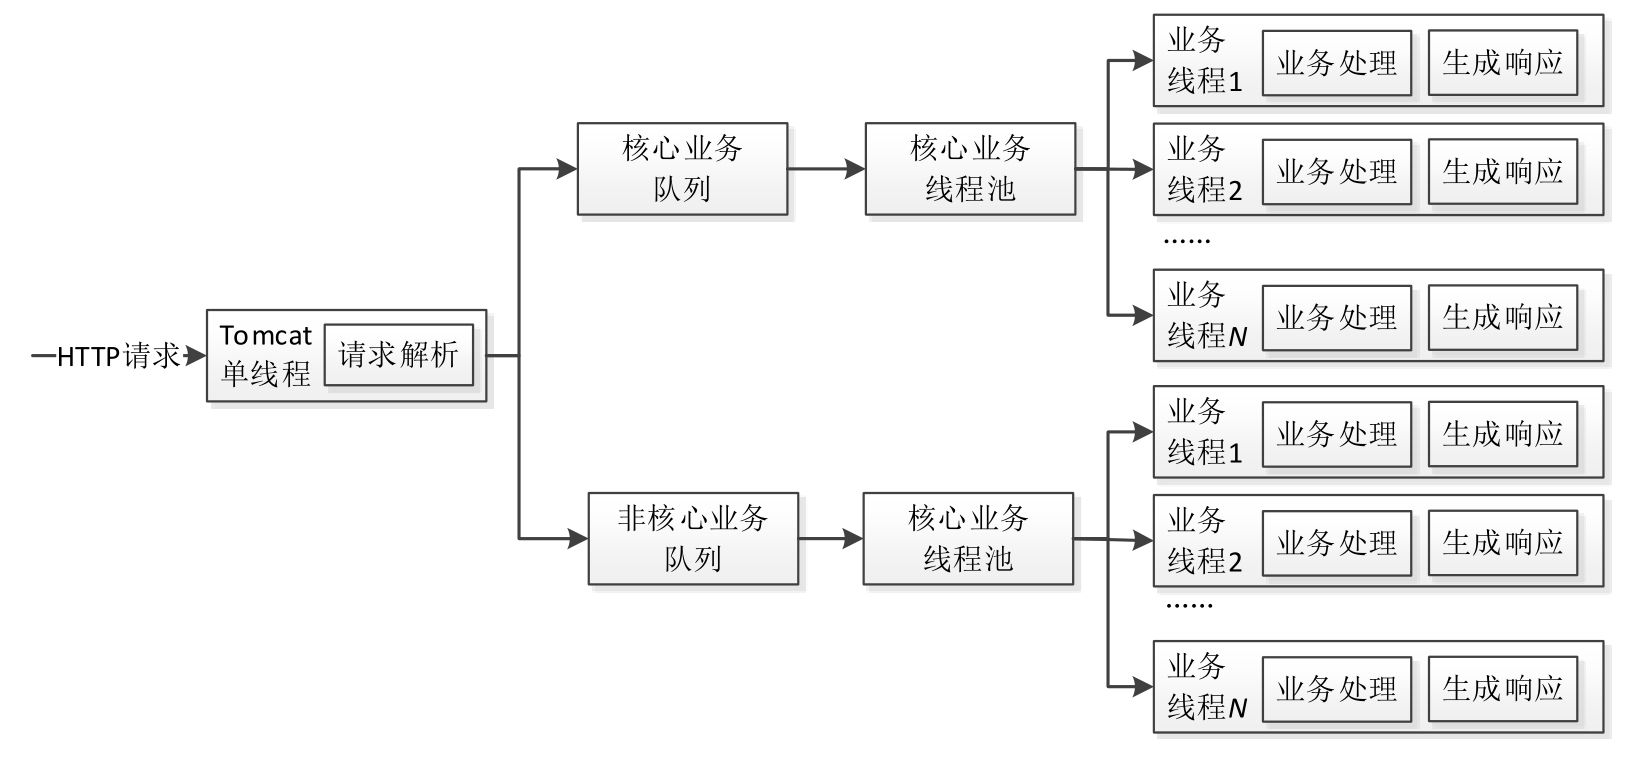 HTTP请求
Tomcat
单线程
请求解析
核心业务
队列
核心业务
线程池
业务
线程1
业务处理
生成响应
业务
线程2
业务处理
生成响应
......
业务
线程N
业务处理
生成响应
非核心业务
队列
核心业务
线程池
业务
线程1
业务处理
生成响应
业务
线程2
业务处理
生成响应
......
业务
线程N
业务处理
生成响应